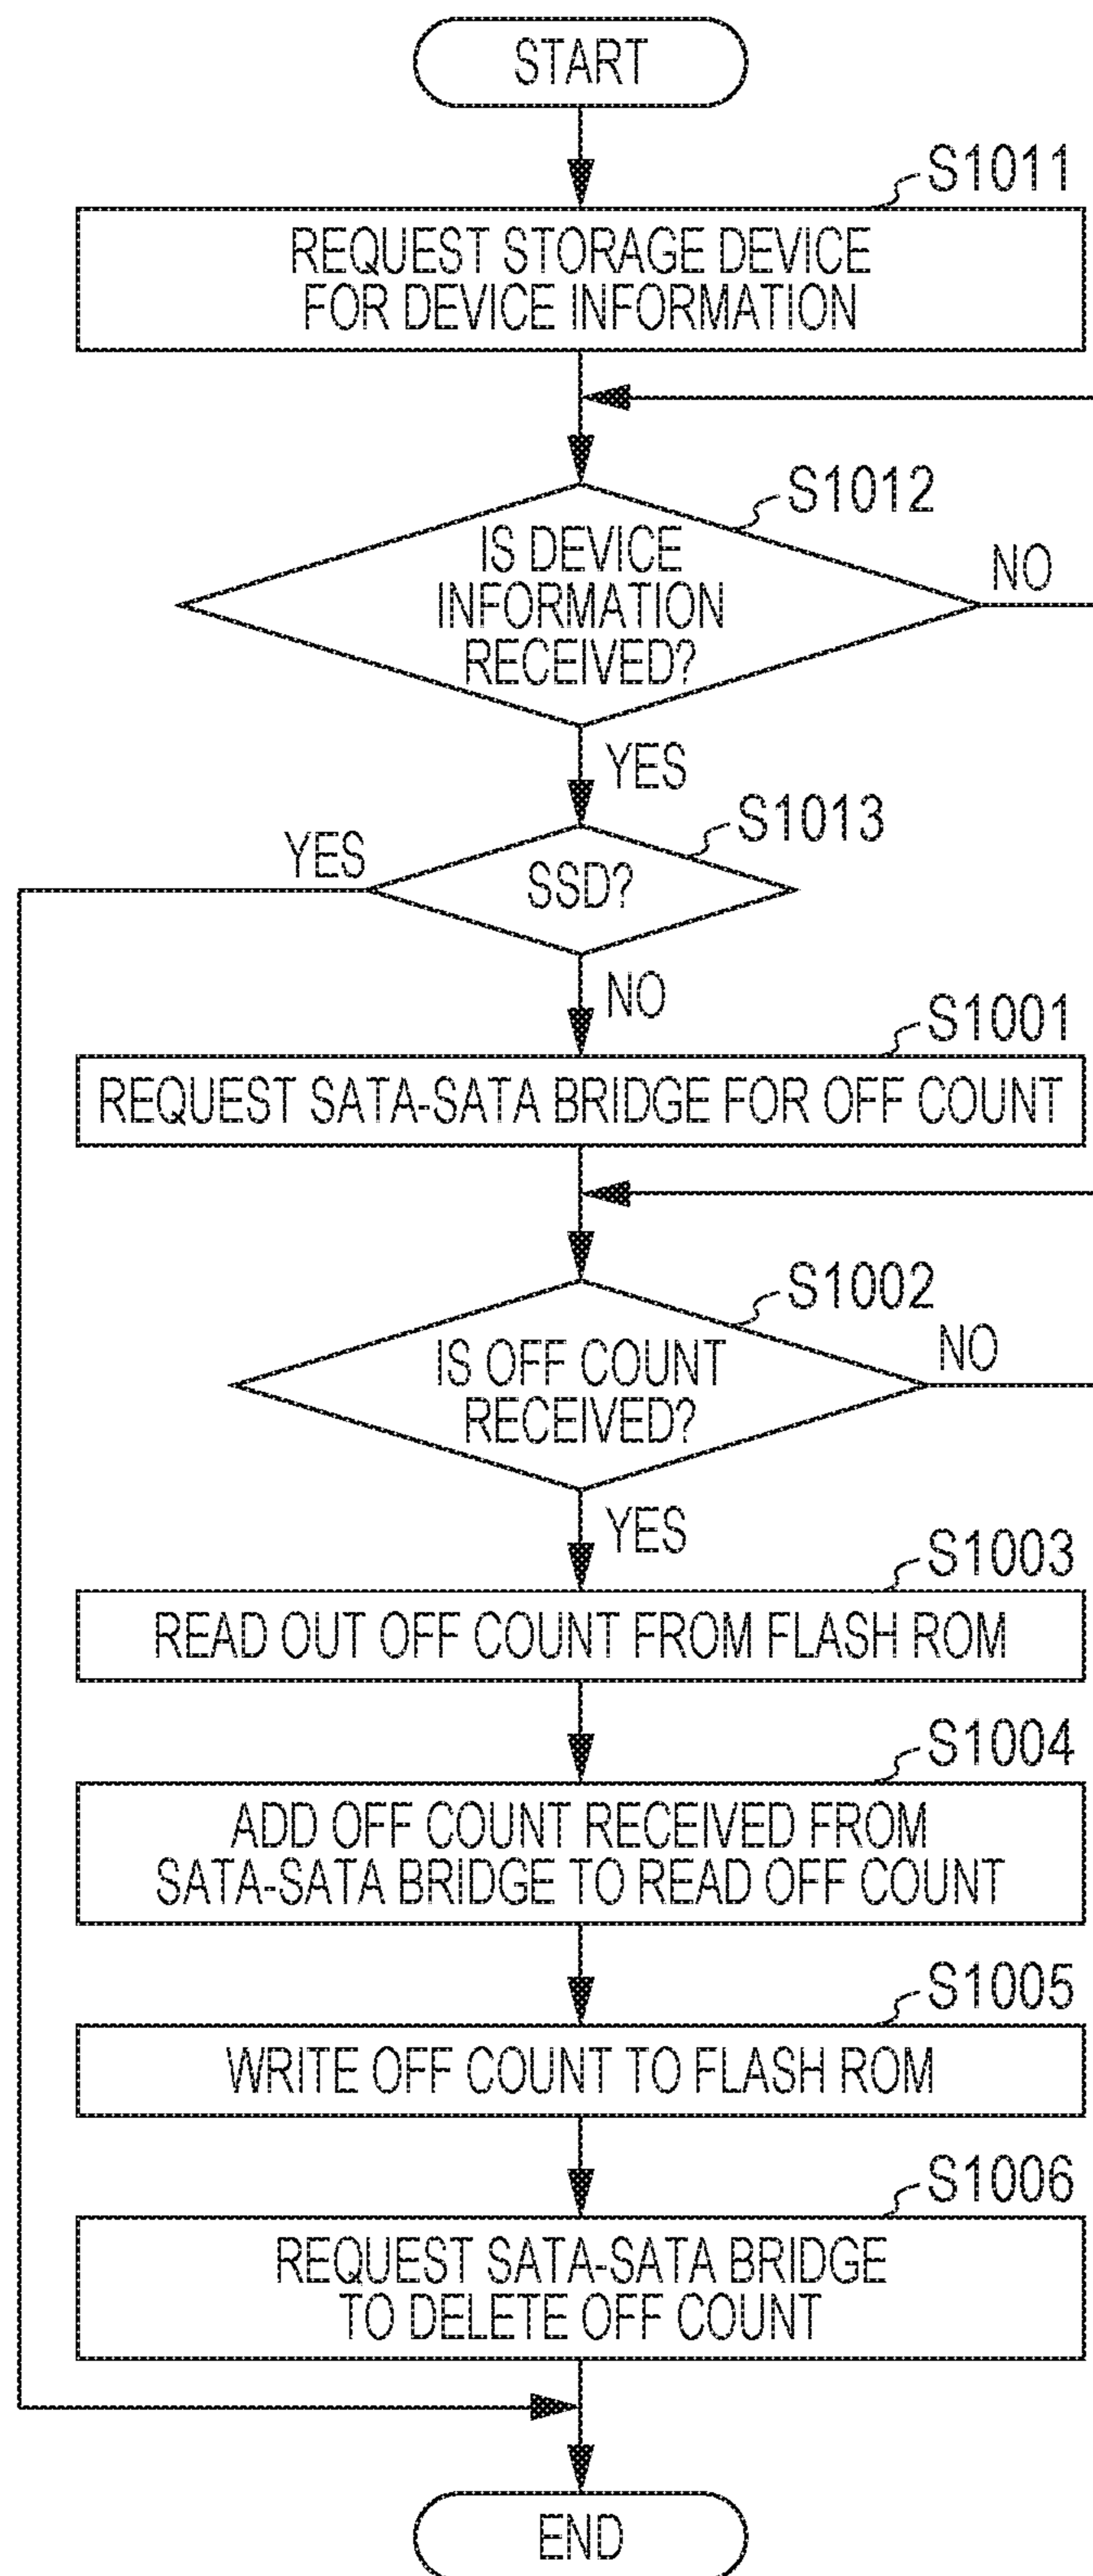 START
S1011
REQUEST STORAGE DEVICE
FOR DEVICE INFORMATION
S1012
IS DEVICE
INFORMATION
RECEIVED?
NO
YES
S1013
YES
SSD?
NO
S1001
REQUEST SATA-SATA BRIDGE FOR OFF COUNT
S1002
IS OFF COUNT
RECEIVED?
NO
YES
S1003
READ OUT OFF COUNT FROM FLASH ROM
S1004
ADD OFF COUNT RECEIVED FROM
SATA-SATA BRIDGE TO READ OFF COUNT
S1005
WRITE OFF COUNT TO FLASH ROM
S1006
REQUEST SATA-SATA BRIDGE
TO DELETE OFF COUNT
END